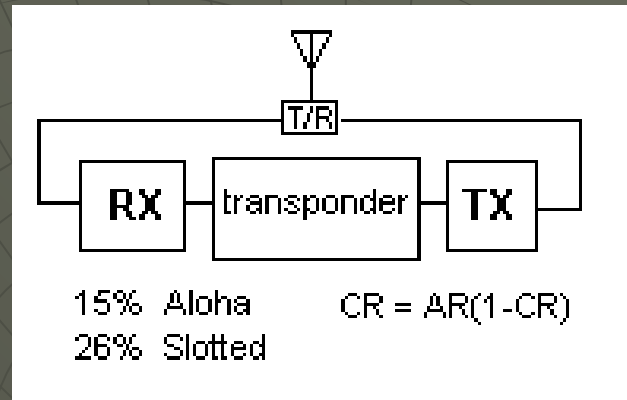 T/R
RX transponder TX
15% Aloha CR = AR(1-CR)
26% Slotted